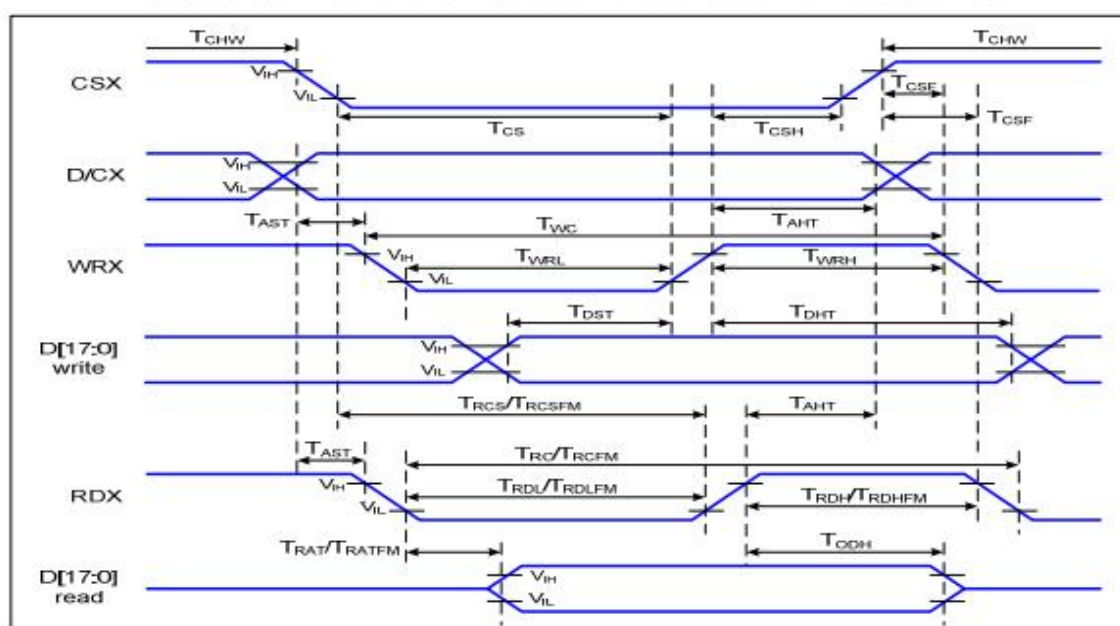 TCHW TCHW
CSX VIH
VIL TCSF
TCS TCSH TCSF
D/CX VIH
VIL
TAST TWC TAHT
WRX VIH TWRL TWRH
VIL
TDST TDHT
D[17:0] VIH
write VIL
TRCS/TRCSFM TAHT
TAST TRC/TRCFM
RDX VIH TRDL/TRDLFM TRDH/TRDHFM
VIL
TRAT/TRATFM TODH
D[17:0] VIH
read VIL